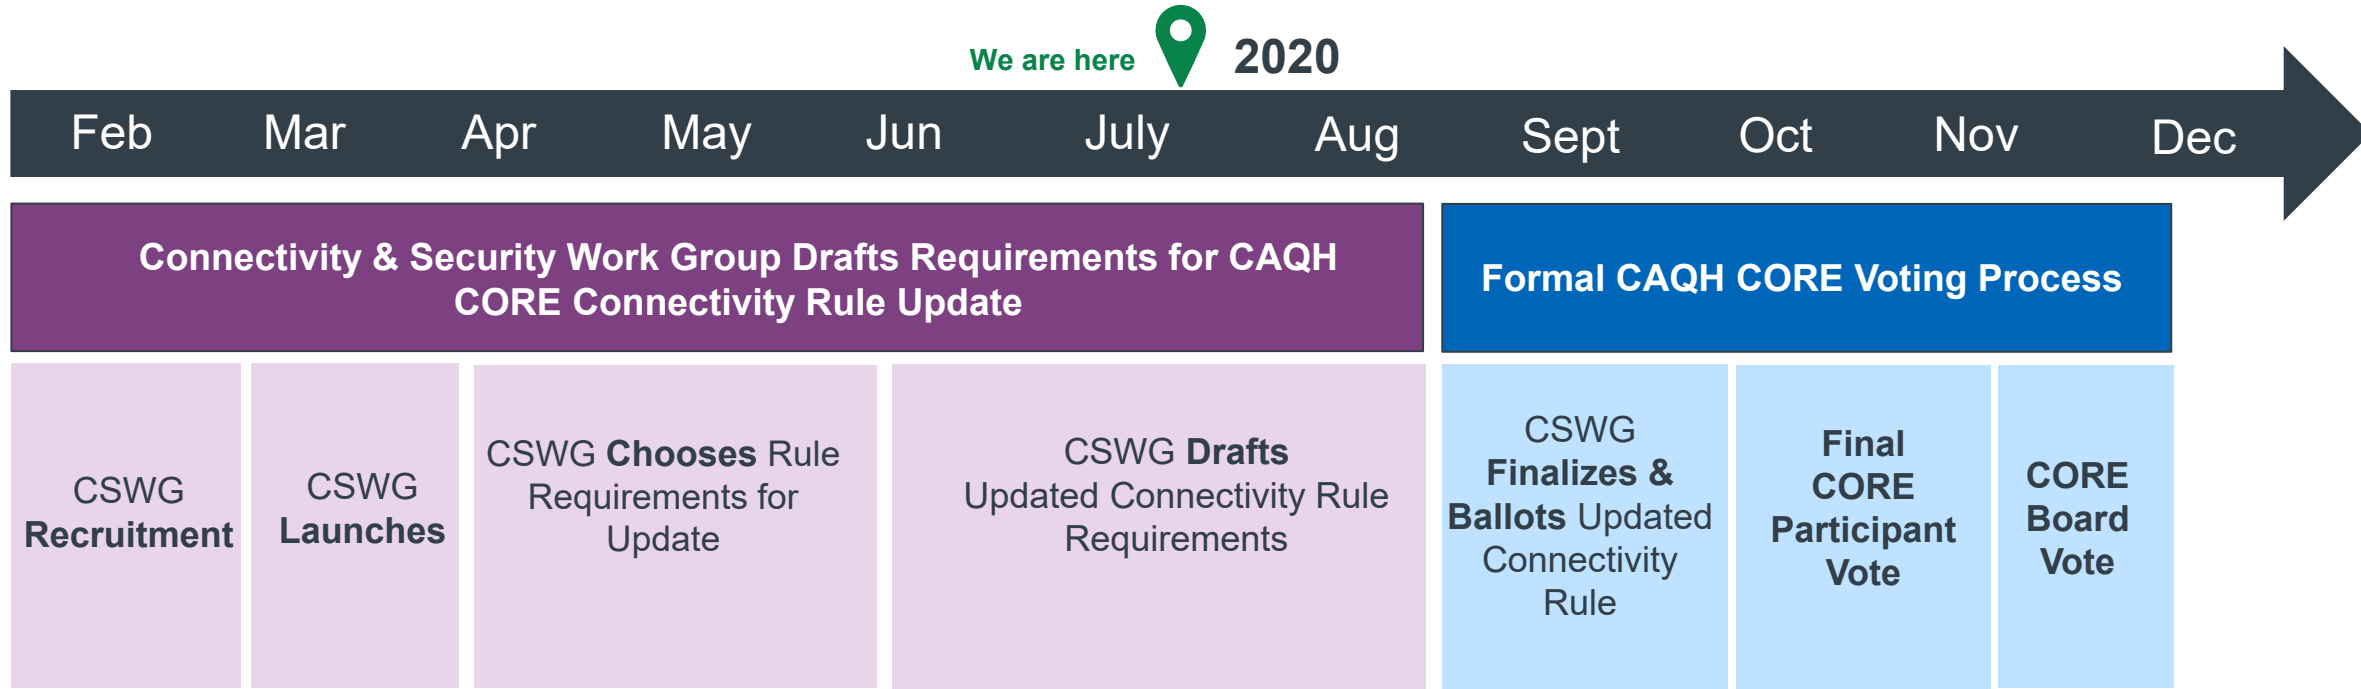 We are here
2020
Feb Mar Apr May Jun July Aug Sept Oct Nov Dec
Connectivity & Security Work Group Drafts Requirements for CAQH
CORE Connectivity Rule Update
Formal CAQH CORE Voting Process
CSWG
Recruitment
CSWG
Launches
CSWG Chooses Rule
Requirements for
Update
CSWG Drafts
Updated Connectivity Rule
Requirements
CSWG
Finalizes &
Ballots Updated
Connectivity
Rule
Final
CORE
Participant
Vote
CORE
Board
Vote